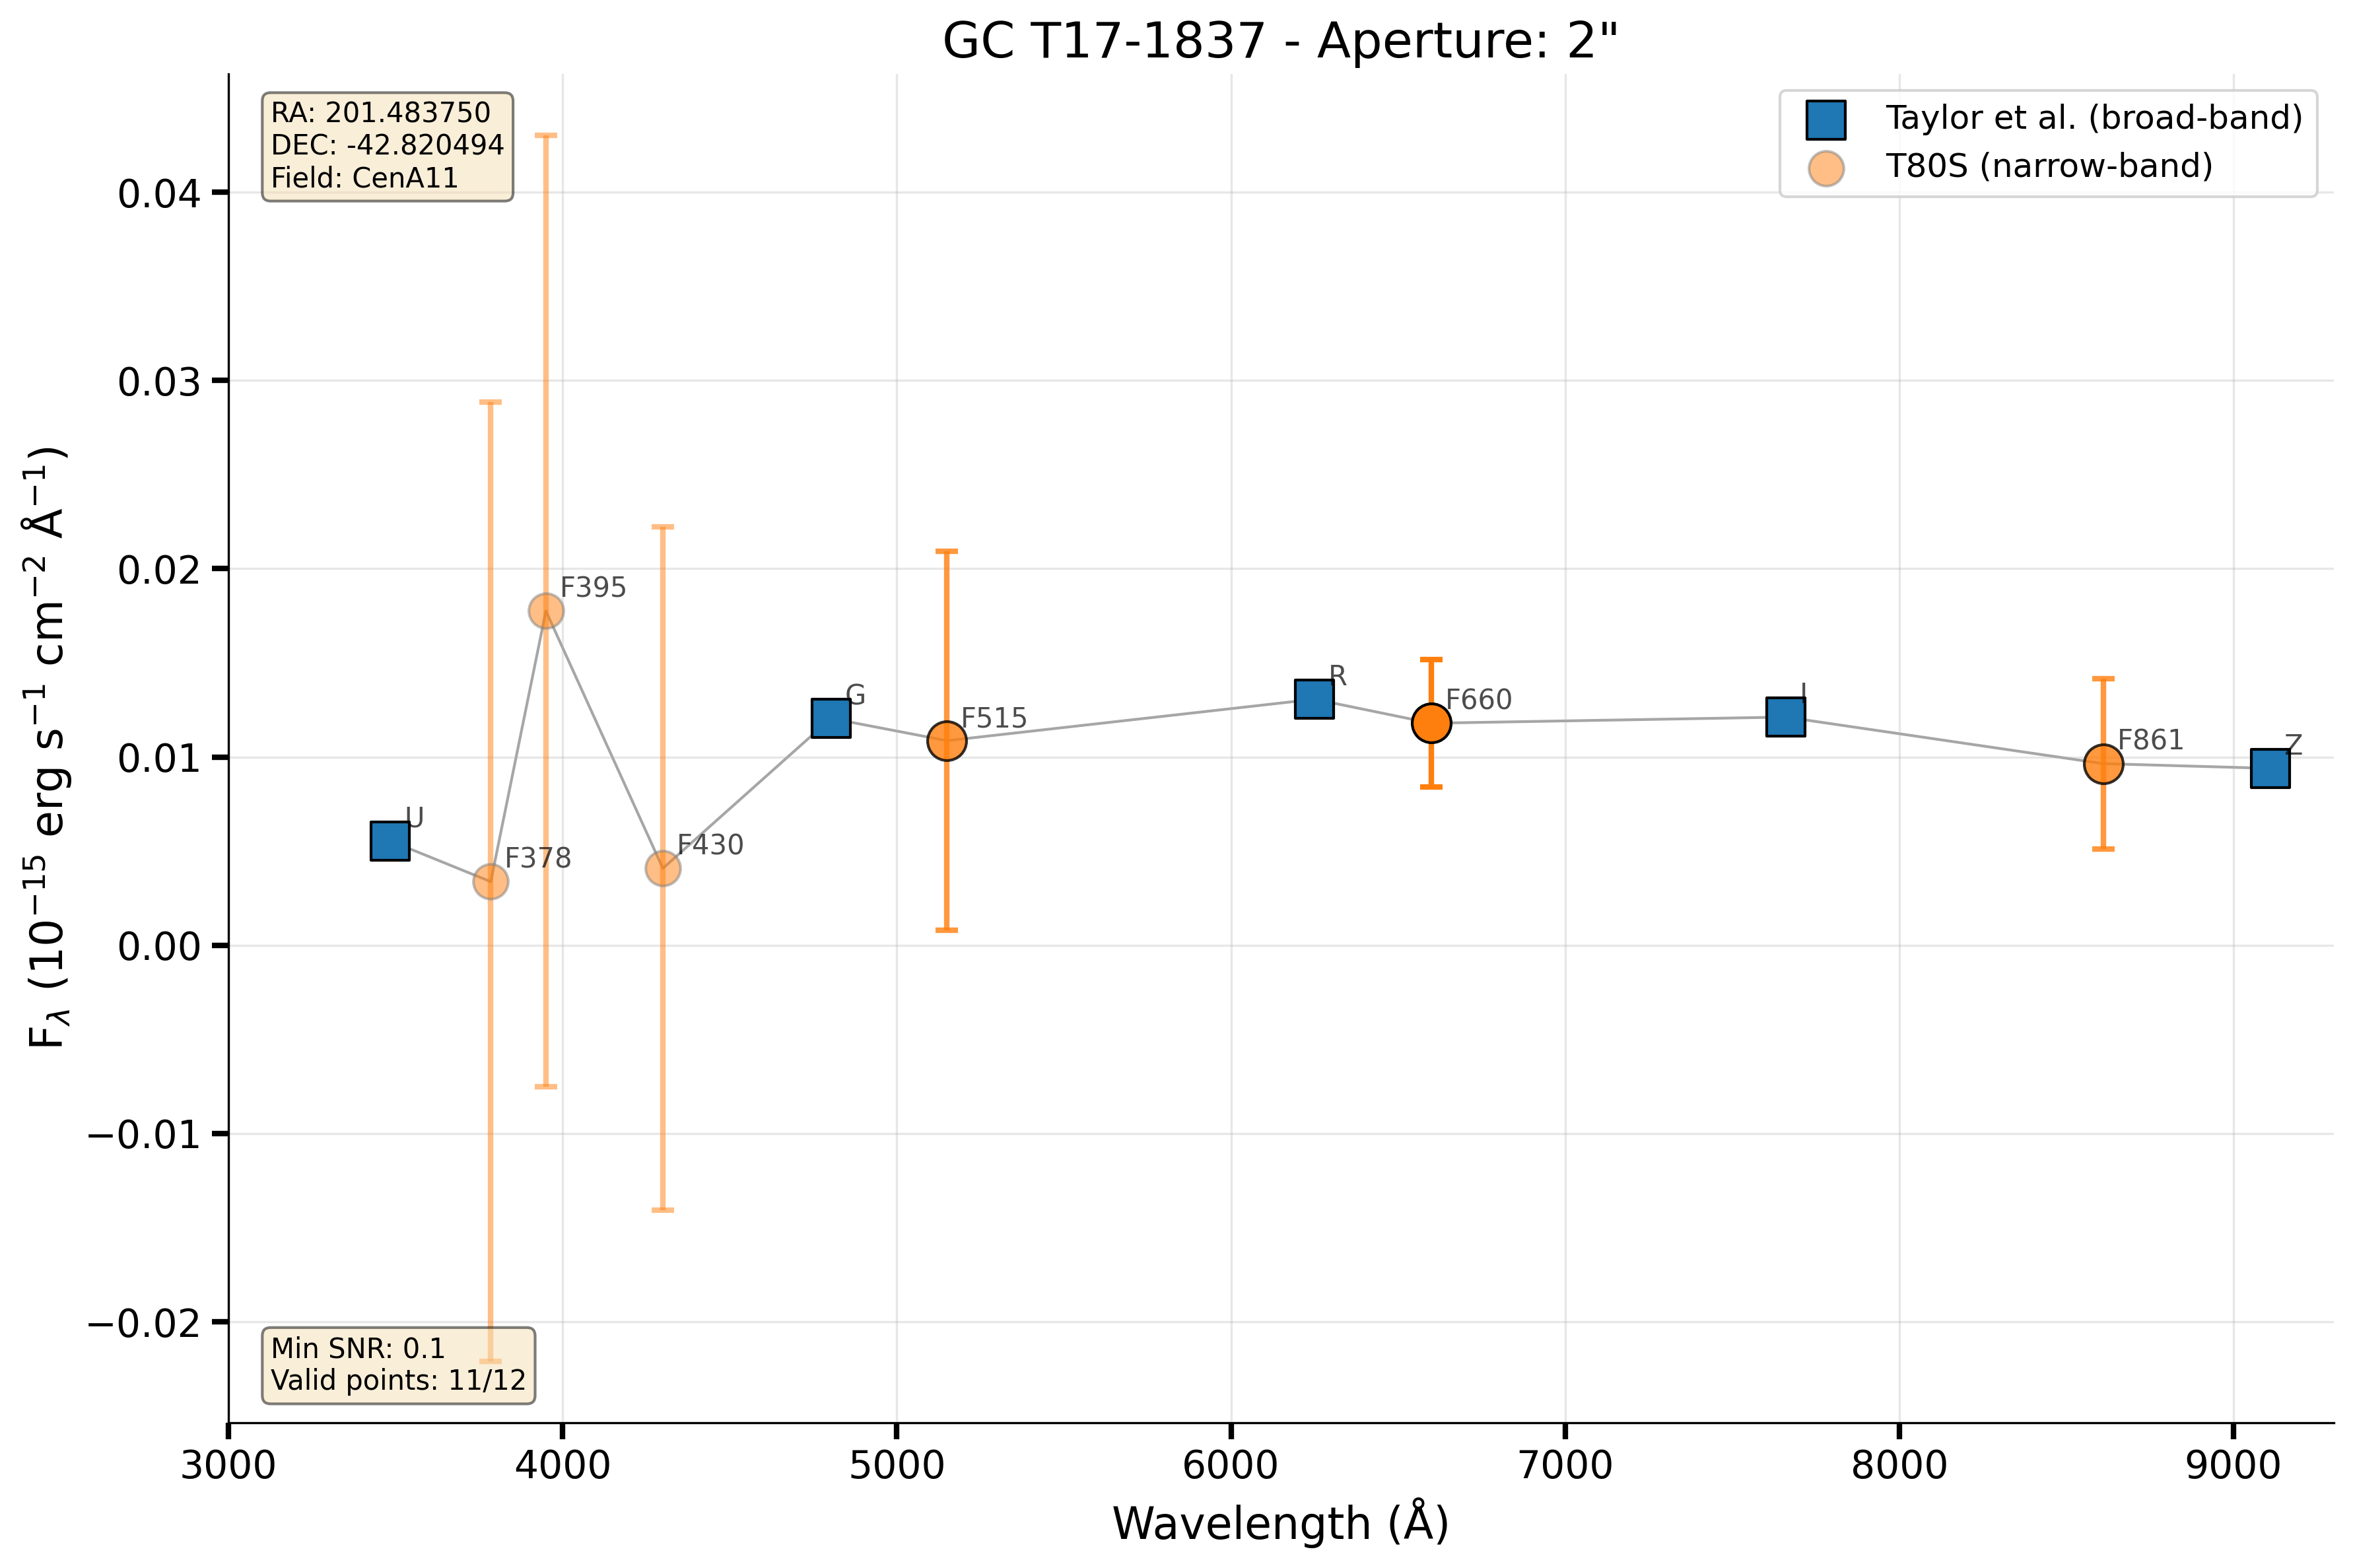 GC T17-1837 - Aperture: 2"
RA: 201.483750
DEC: -42.820494
Field: CenA11
Taylor et al. (broad-band)
T80S (narrow-band)
0.04
0.03
0.02
0.01
0.00
−0.01
−0.02
F_λ (10⁻¹⁵ erg s⁻¹ cm⁻² Å⁻¹)
U
F378
F395
F430
G
F515
R
F660
I
F861
Z
Min SNR: 0.1
Valid points: 11/12
3000 4000 5000 6000 7000 8000 9000
Wavelength (Å)